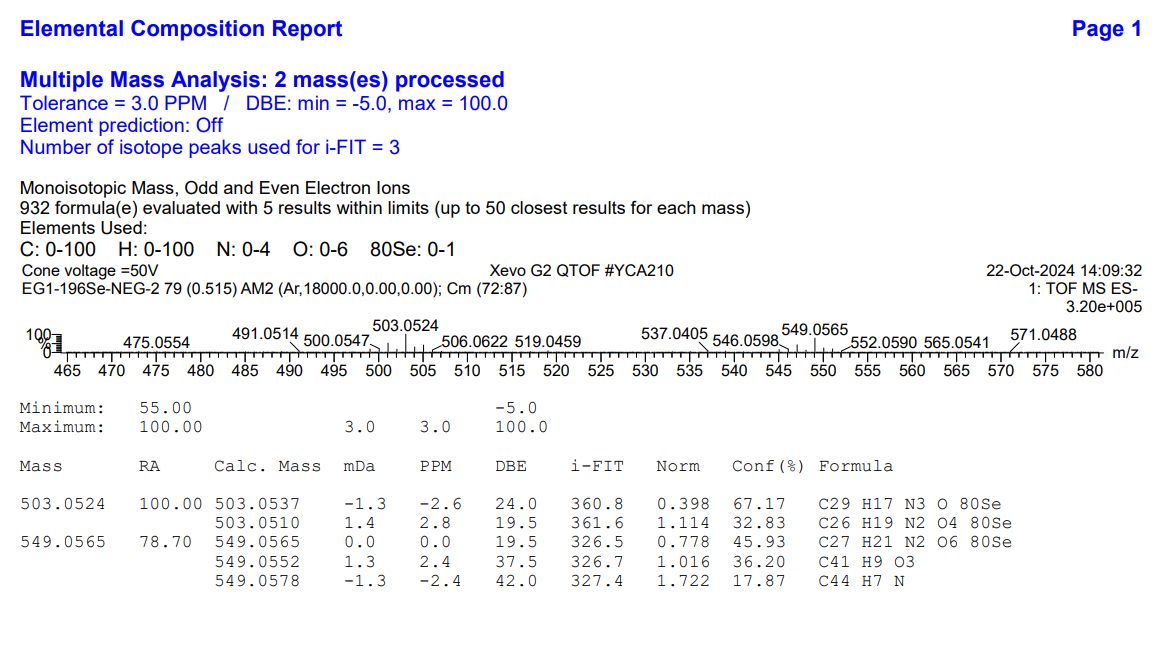 Elemental Composition Report Page 1
Multiple Mass Analysis: 2 mass(es) processed
Tolerance = 3.0 PPM / DBE: min = -5.0, max = 100.0
Element prediction: Off
Number of isotope peaks used for i-FIT = 3
Monoisotopic Mass, Odd and Even Electron Ions
932 formula(e) evaluated with 5 results within limits (up to 50 closest results for each mass)
Elements Used:
C: 0-100 H: 0-100 N: 0-4 O: 0-6 80Se: 0-1
Cone voltage =50V Xevo G2 QTOF #YCA210 22-Oct-2024 14:09:32
EG1-196Se-NEG-2 79 (0.515) AM2 (Ar,18000.0,0.00,0.00); Cm (72:87) 1: TOF MS ES-
3.20e+005
100 475.0554 491.0514 500.0547 503.0524 506.0622 519.0459 537.0405 546.0598 549.0565 552.0590 565.0541 571.0488
%
0 m/z
465 470 475 480 485 490 495 500 505 510 515 520 525 530 535 540 545 550 555 560 565 570 575 580
Minimum: 55.00 -5.0
Maximum: 100.00 3.0 3.0 100.0
Mass RA Calc. Mass mDa PPM DBE i-FIT Norm Conf(%) Formula
503.0524 100.00 503.0537 -1.3 -2.6 24.0 360.8 0.398 67.17 C29 H17 N3 O 80Se
503.0510 1.4 2.8 19.5 361.6 1.114 32.83 C26 H19 N2 O4 80Se
549.0565 78.70 549.0565 0.0 0.0 19.5 326.5 0.778 45.93 C27 H21 N2 O6 80Se
549.0552 1.3 2.4 37.5 326.7 1.016 36.20 C41 H9 O3
549.0578 -1.3 -2.4 42.0 327.4 1.722 17.87 C44 H7 N